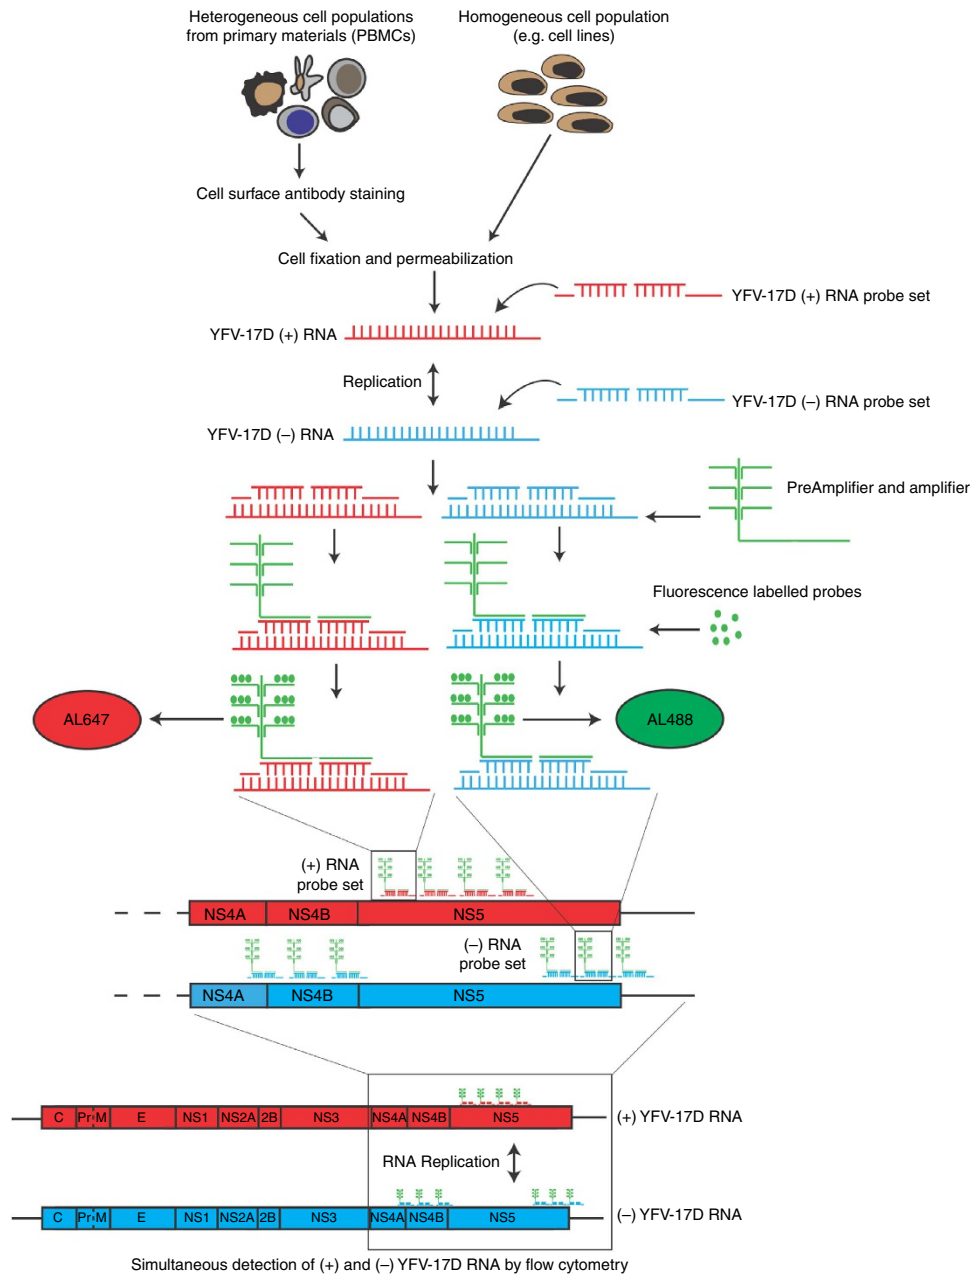 Heterogeneous cell populations
from primary materials (PBMCs)
Homogeneous cell population
(e.g. cell lines)
Cell surface antibody staining
Cell fixation and permeabilization
YFV-17D (+) RNA probe set
YFV-17D (+) RNA
Replication
YFV-17D (–) RNA probe set
YFV-17D (–) RNA
PreAmplifier and amplifier
Fluorescence labelled probes
AL647
AL488
(+) RNA
probe set
NS4A NS4B NS5
(–) RNA
probe set
NS4A NS4B NS5
C Pr M E NS1 NS2A 2B NS3 NS4A NS4B NS5
(+) YFV-17D RNA
RNA Replication
C Pr M E NS1 NS2A 2B NS3 NS4A NS4B NS5
(–) YFV-17D RNA
Simultaneous detection of (+) and (–) YFV-17D RNA by flow cytometry